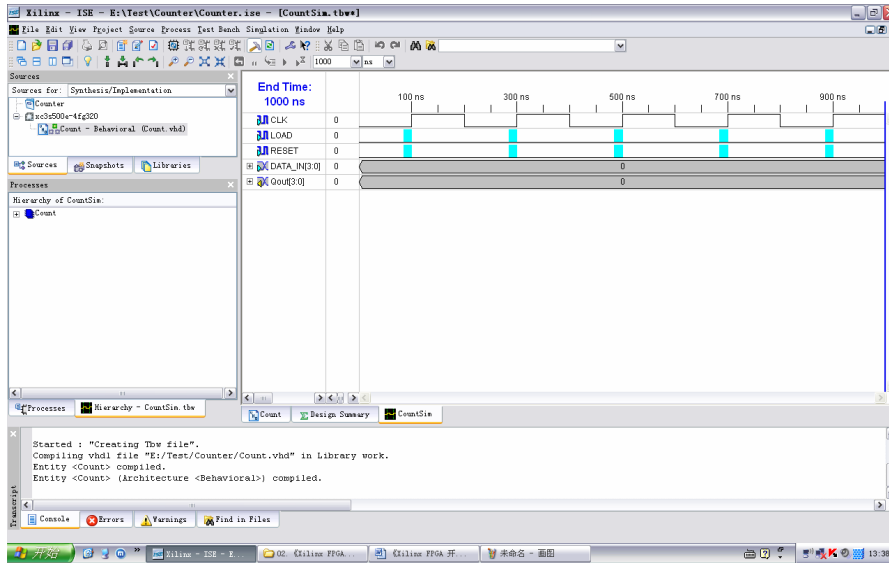 Xilinx - ISE - E:\Test\Counter\Counter.ise - [CountSim.tbw*]
File Edit View Project Source Process Test Bench Simulation Window Help
1000 ns
Sources
Sources for: Synthesis/Implementation
Counter
xc3s500e-4fg320
Count - Behavioral (Count.vhd)
Sources Snapshots Libraries
Processes
Hierarchy of CountSim:
Count
Processes Hierarchy - CountSim.tbw
End Time:
1000 ns
100 ns 300 ns 500 ns 700 ns 900 ns
CLK 0
LOAD 0
RESET 0
DATA_IN[3:0] 0 0
Qout[3:0] 0 0
Count Design Summary CountSim
Started : "Creating Tbw file".
Compiling vhdl file "E:/Test/Counter/Count.vhd" in Library work.
Entity <Count> compiled.
Entity <Count> (Architecture <Behavioral>) compiled.
Transcript
Console Errors Warnings Find in Files
开始 Xilinx - ISE - E... 02. 《Xilinx FPGA... 《Xilinx FPGA 开... 未命名 - 画图 13:38